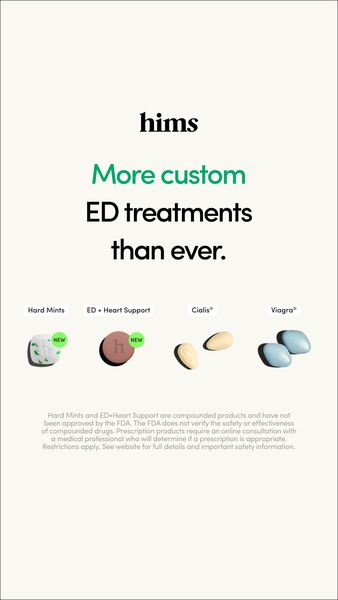 hims
More custom
ED treatments
than ever.
Hard Mints
ED + Heart Support
Cialis®
Viagra®
NEW
h
NEW
Hard Mints and ED+Heart Support are compounded products and have not
been approved by the FDA. The FDA does not verify the safety or effectiveness
of compounded drugs. Prescription products require an online consultation with
a medical professional who will determine if a prescription is appropriate.
Restrictions apply. See website for full details and important safety information.